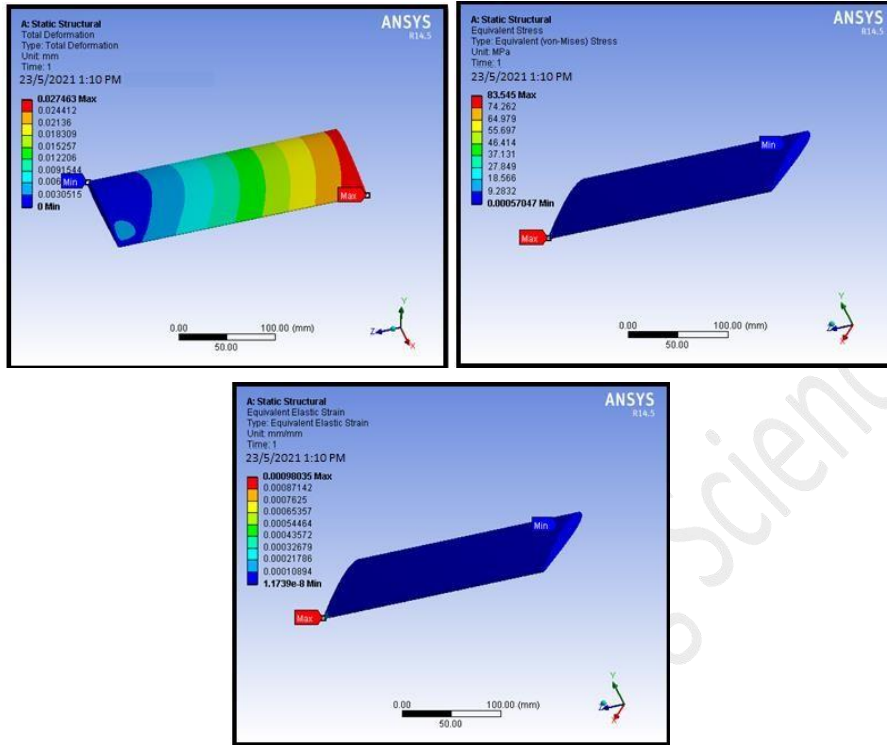 A: Static Structural
Total Deformation
Type: Total Deformation
Unit: mm
Time: 1
23/5/2021 1:10 PM
ANSYS
R14.5
0.027463 Max
0.024412
0.02136
0.018309
0.015257
0.012206
0.0091544
0.0030515
0 Min
Min
Max
0.00
100.00 (mm)
50.00
Y
Z
X
A: Static Structural
Equivalent Stress
Type: Equivalent (von-Mises) Stress
Unit: MPa
Time: 1
23/5/2021 1:10 PM
ANSYS
R14.5
83.545 Max
74.262
64.979
55.697
46.414
37.131
27.849
18.566
9.2832
0.00057047 Min
Min
Max
0.00
100.00 (mm)
50.00
Y
Z
X
A: Static Structural
Equivalent Elastic Strain
Type: Equivalent Elastic Strain
Unit: mm/mm
Time: 1
23/5/2021 1:10 PM
ANSYS
R14.5
0.00098035 Max
0.00087142
0.0007625
0.00065357
0.00054464
0.00043572
0.00032679
0.00021786
0.00010894
1.1739e-8 Min
Min
Max
0.00
100.00 (mm)
50.00
Y
Z
X